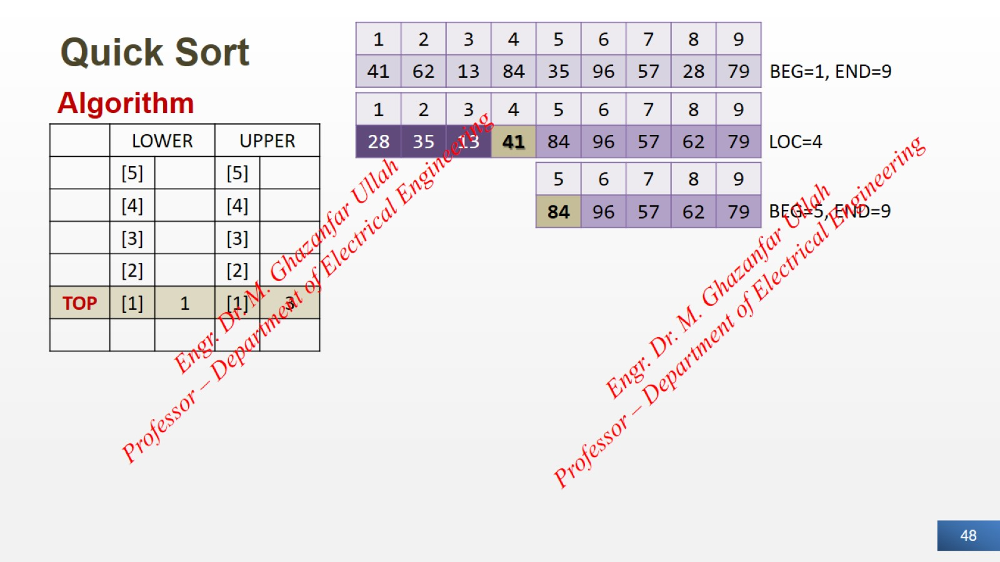 Quick Sort
Algorithm
LOWER UPPER
[5] [5]
[4] [4]
[3] [3]
[2] [2]
TOP [1] 1 [1] 3
1 2 3 4 5 6 7 8 9
41 62 13 84 35 96 57 28 79 BEG=1, END=9
1 2 3 4 5 6 7 8 9
28 35 13 41 84 96 57 62 79 LOC=4
5 6 7 8 9
84 96 57 62 79 BEG=5, END=9
Engr. Dr. M. Ghazanfar Ullah
Professor – Department of Electrical Engineering
Engr. Dr. M. Ghazanfar Ullah
Professor – Department of Electrical Engineering
48